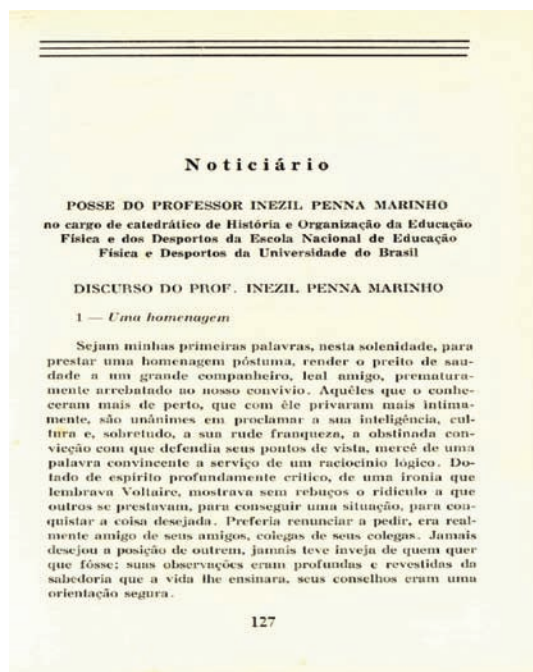 Noticiário
POSSE DO PROFESSOR INEZIL PENNA MARINHO
no cargo de catedrático de História e Organização da Educação
Física e dos Desportos da Escola Nacional de Educação
Física e Desportos da Universidade do Brasil
DISCURSO DO PROF. INEZIL PENNA MARINHO
1 — Uma homenagem
Sejam minhas primeiras palavras, nesta solenidade, para
prestar uma homenagem póstuma, render o preito de sau-
dade a um grande companheiro, leal amigo, prematura-
mente arrebatado ao nosso convívio. Aquêles que o conhe-
ceram mais de perto, que com êle privaram mais intima-
mente, são unânimes em proclamar a sua inteligência, cul-
tura e, sobretudo, a sua rude franqueza, a obstinada con-
vicção com que defendia seus pontos de vista, mercê de uma
palavra convincente a serviço de um raciocínio lógico. Do-
tado de espírito profundamente crítico, de uma ironia que
lembrava Voltaire, mostrava sem rebuços o ridículo a que
outros se prestavam, para conseguir uma situação, para con-
quistar a coisa desejada. Preferia renunciar a pedir, era real-
mente amigo de seus amigos, colegas de seus colegas. Jamais
desejou a posição de outrem, jamais teve inveja de quem quer
que fôsse; suas observações eram profundas e revestidas da
sabedoria que a vida lhe ensinara, seus conselhos eram uma
orientação segura.
127